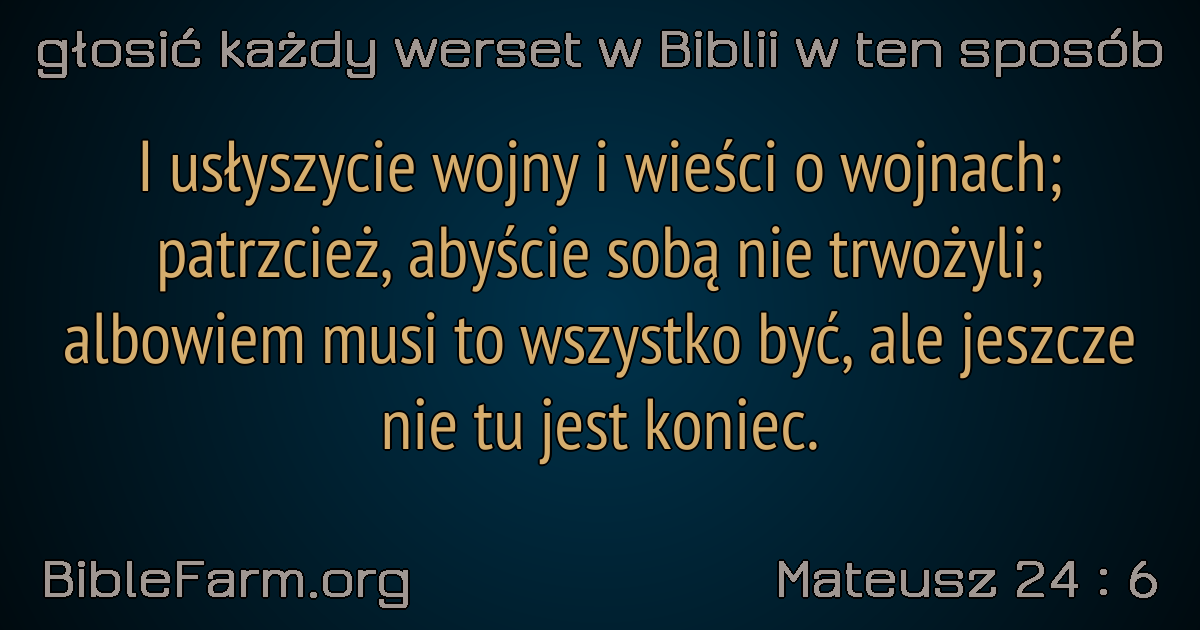 głosić każdy werset w Biblii w ten sposób
I usłyszycie wojny i wieści o wojnach;
patrzcież, abyście sobą nie trwożyli;
albowiem musi to wszystko być, ale jeszcze
nie tu jest koniec.
BibleFarm.org
Mateusz 24 : 6